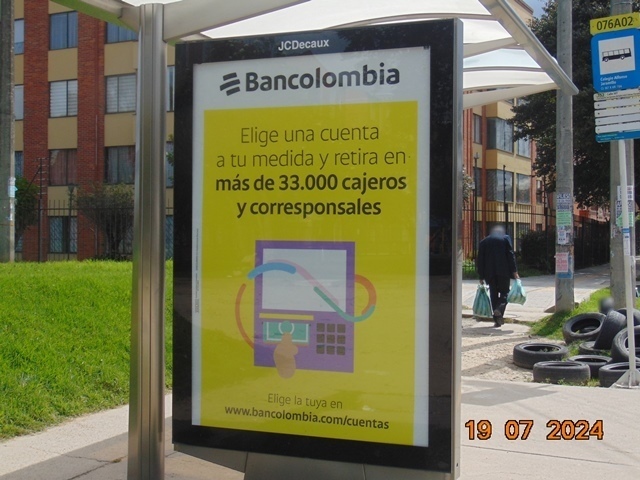 JCDecaux
Bancolombia
Elige una cuenta
a tu medida y retira en
más de 33.000 cajeros
y corresponsales
Elige la tuya en
www.bancolombia.com/cuentas
076A02
19 07 2024